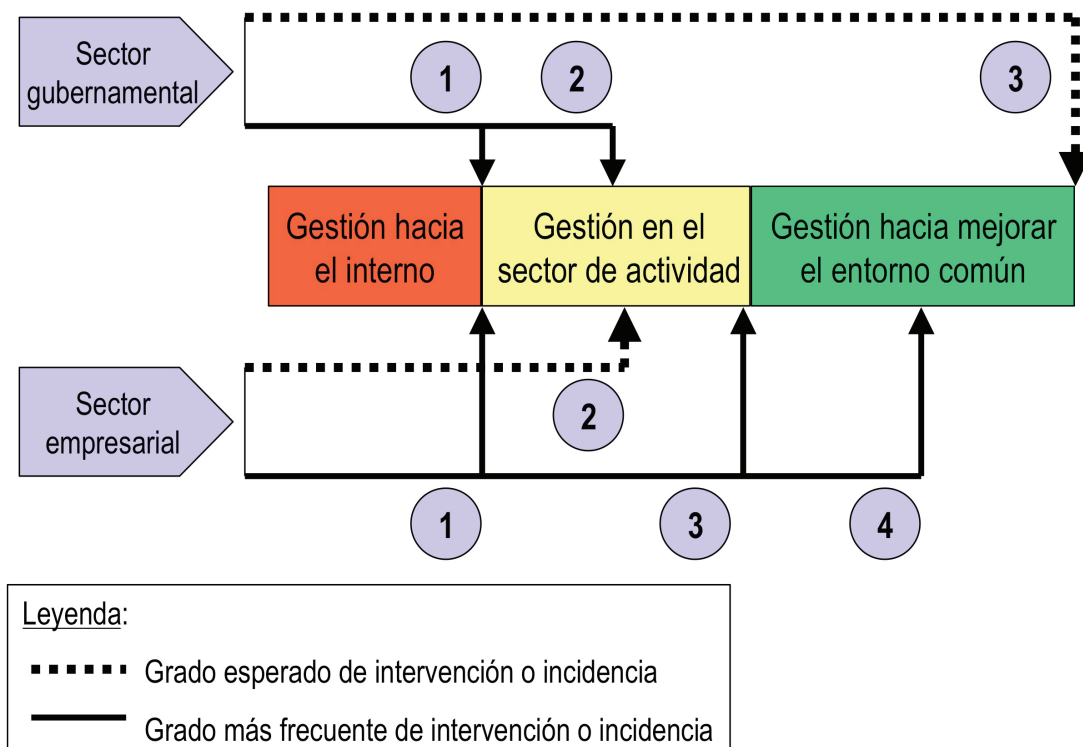 Sector
gubernamental
1
2
3
Gestión hacia
el interno
Gestión en el
sector de actividad
Gestión hacia mejorar
el entorno común
Sector
empresarial
2
1
3
4
Leyenda:
Grado esperado de intervención o incidencia
Grado más frecuente de intervención o incidencia